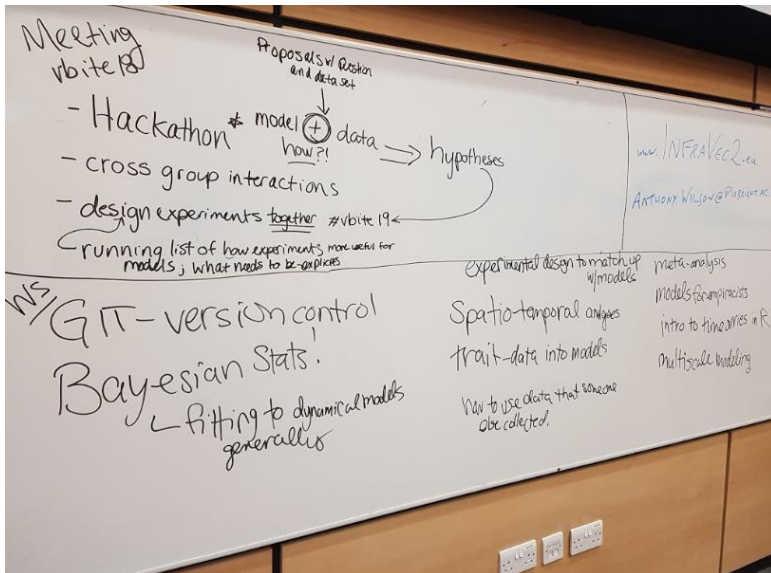 Meeting
vbite18
Proposals w/ Question
and data set
- Hackathon * model + data
how?!
hypotheses
- cross group interactions
- design experiments together #vbite19
running list of how experiments more useful for
models; what needs to be explicit
www.INFRAVEC2.eu
ANTHONY.WILSON@PIRBRIGHT.AC
WS/
GIT-version control
Bayesian Stats!
fitting to dynamical models
generally
experimental design to match up
w/models
Spatio-temporal analyses
trait-data into models
how to use data that someone
else collected.
meta-analysis
models for empiricists
intro to time series in R
multiscale modeling